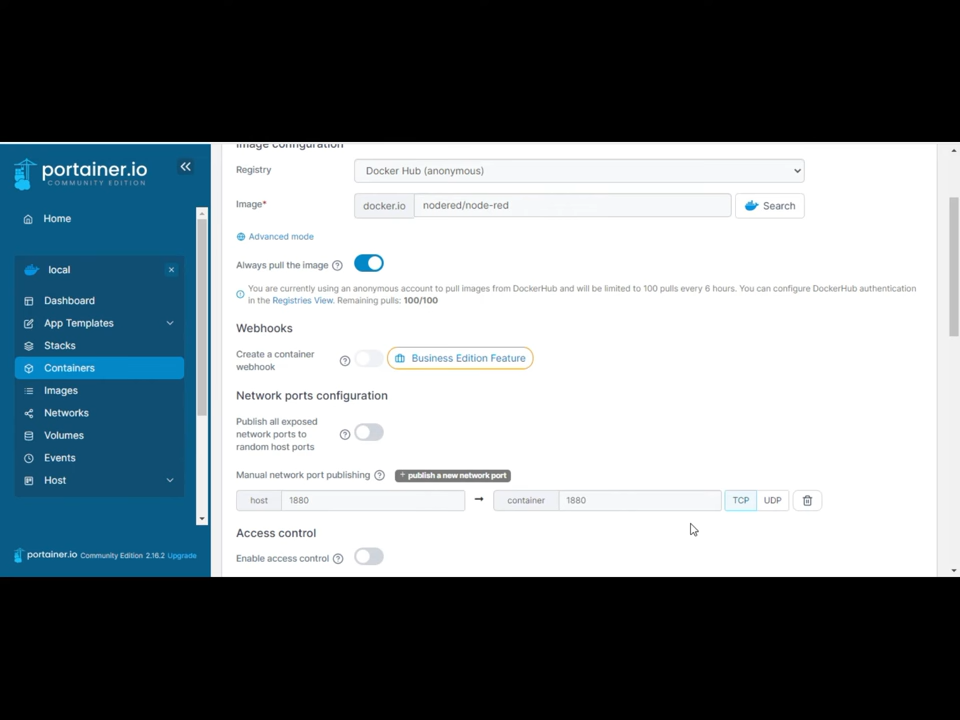 portainer.io
COMMUNITY EDITION
Home
local
Dashboard
App Templates
Stacks
Containers
Images
Networks
Volumes
Events
Host
portainer.io Community Edition 2.16.2 Upgrade
Image configuration
Registry
Docker Hub (anonymous)
Image*
docker.io
nodered/node-red
Search
Advanced mode
Always pull the image
You are currently using an anonymous account to pull images from DockerHub and will be limited to 100 pulls every 6 hours. You can configure DockerHub authentication
in the Registries View. Remaining pulls: 100/100
Webhooks
Create a container
webhook
Business Edition Feature
Network ports configuration
Publish all exposed
network ports to
random host ports
Manual network port publishing
+ publish a new network port
host
1880
container
1880
TCP
UDP
Access control
Enable access control